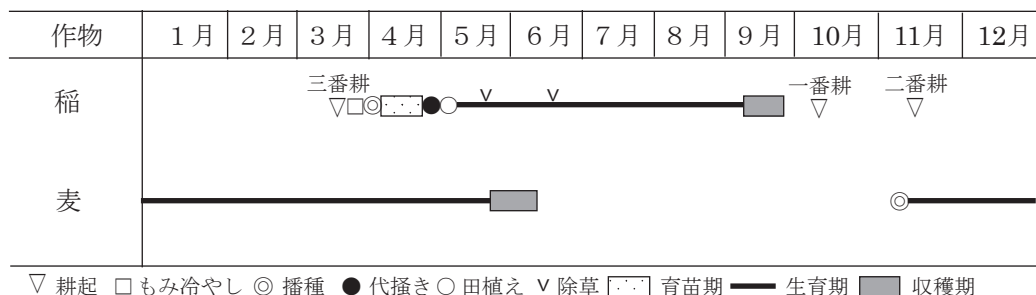 作物 1月 2月 3月 4月 5月 6月 7月 8月 9月 10月 11月 12月
三番耕 一番耕 二番耕
稲
麦
▽ 耕起 □ もみ冷やし ◎ 播種 ● 代掻き ○ 田植え ∨ 除草 育苗期 生育期 収穫期